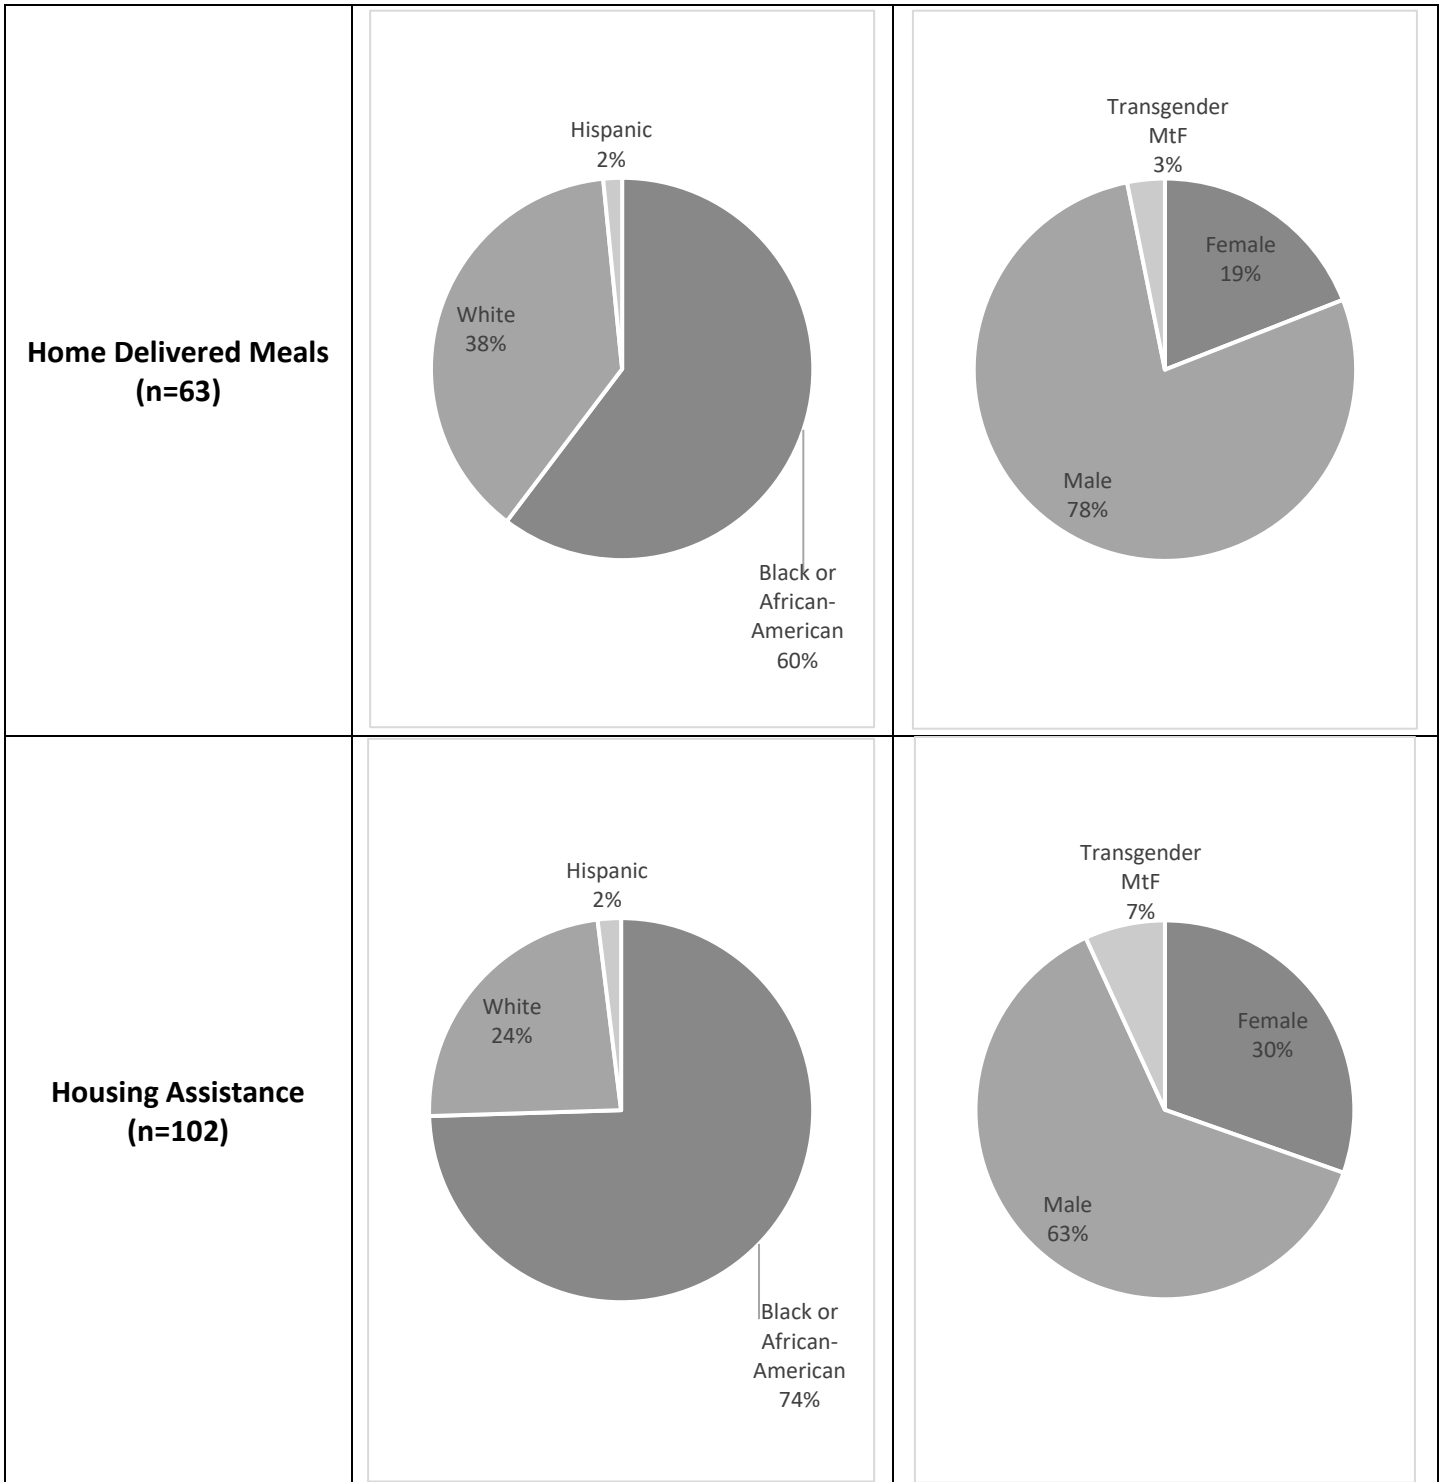 Home Delivered Meals
(n=63)
Hispanic
2%
White
38%
Black or
African-
American
60%
Transgender
MtF
3%
Female
19%
Male
78%
Housing Assistance
(n=102)
Hispanic
2%
White
24%
Black or
African-
American
74%
Transgender
MtF
7%
Female
30%
Male
63%